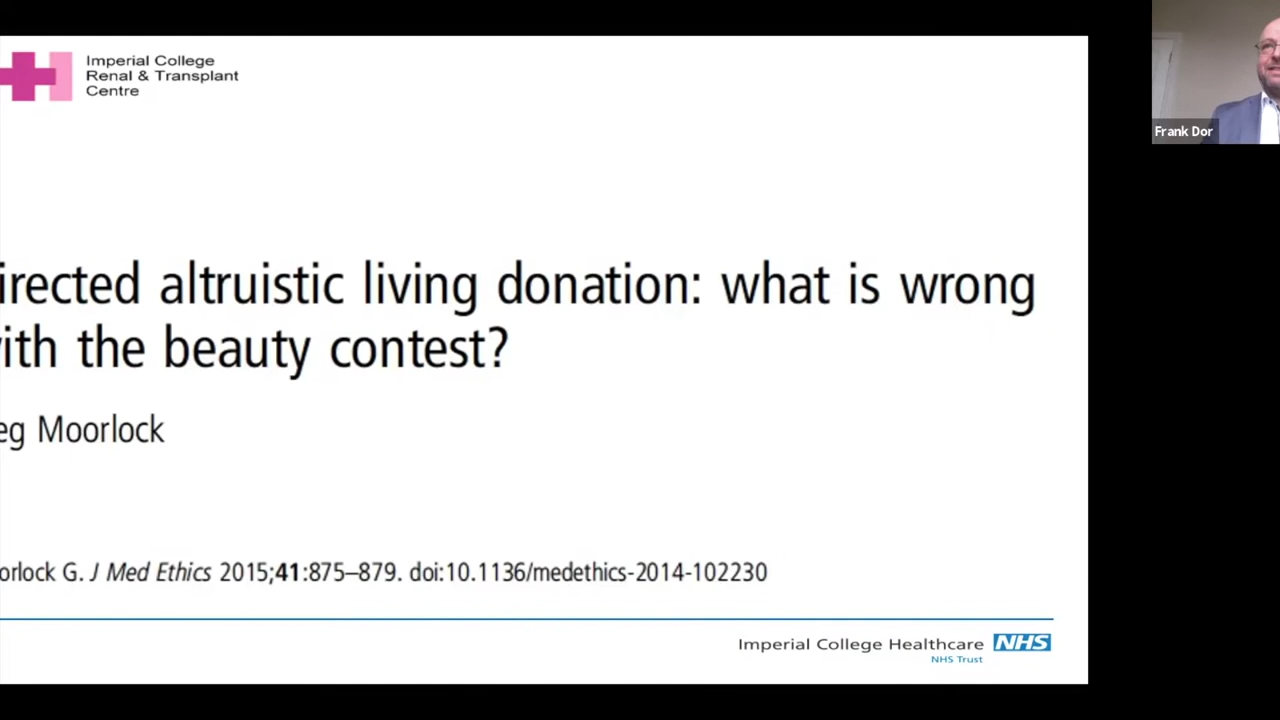 Imperial College
Renal & Transplant
Centre
irected altruistic living donation: what is wrong
ith the beauty contest?
eg Moorlock
orlock G. J Med Ethics 2015;41:875–879. doi:10.1136/medethics-2014-102230
Imperial College Healthcare NHS
NHS Trust
Frank Dor